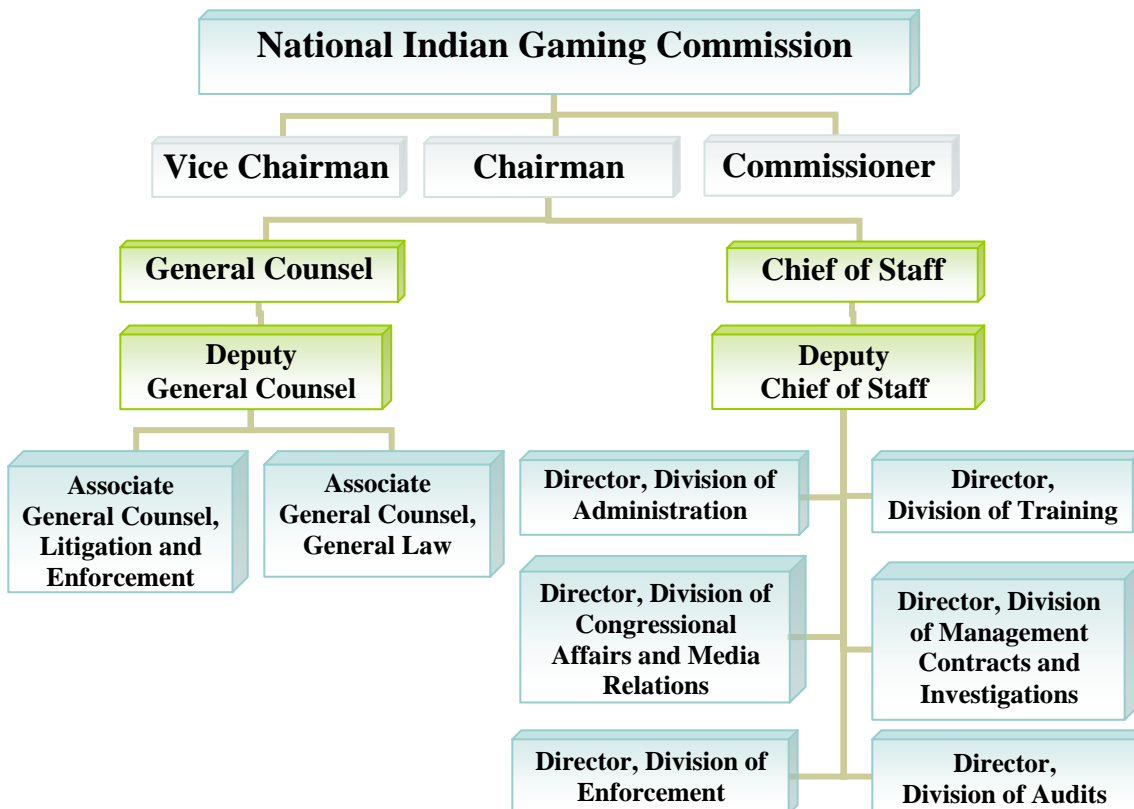 National Indian Gaming Commission
Vice Chairman
Chairman
Commissioner
General Counsel
Chief of Staff
Deputy
General Counsel
Deputy
Chief of Staff
Associate
General Counsel,
Litigation and
Enforcement
Associate
General Counsel,
General Law
Director, Division of
Administration
Director,
Division of Training
Director, Division of
Congressional
Affairs and Media
Relations
Director, Division
of Management
Contracts and
Investigations
Director, Division of
Enforcement
Director,
Division of Audits